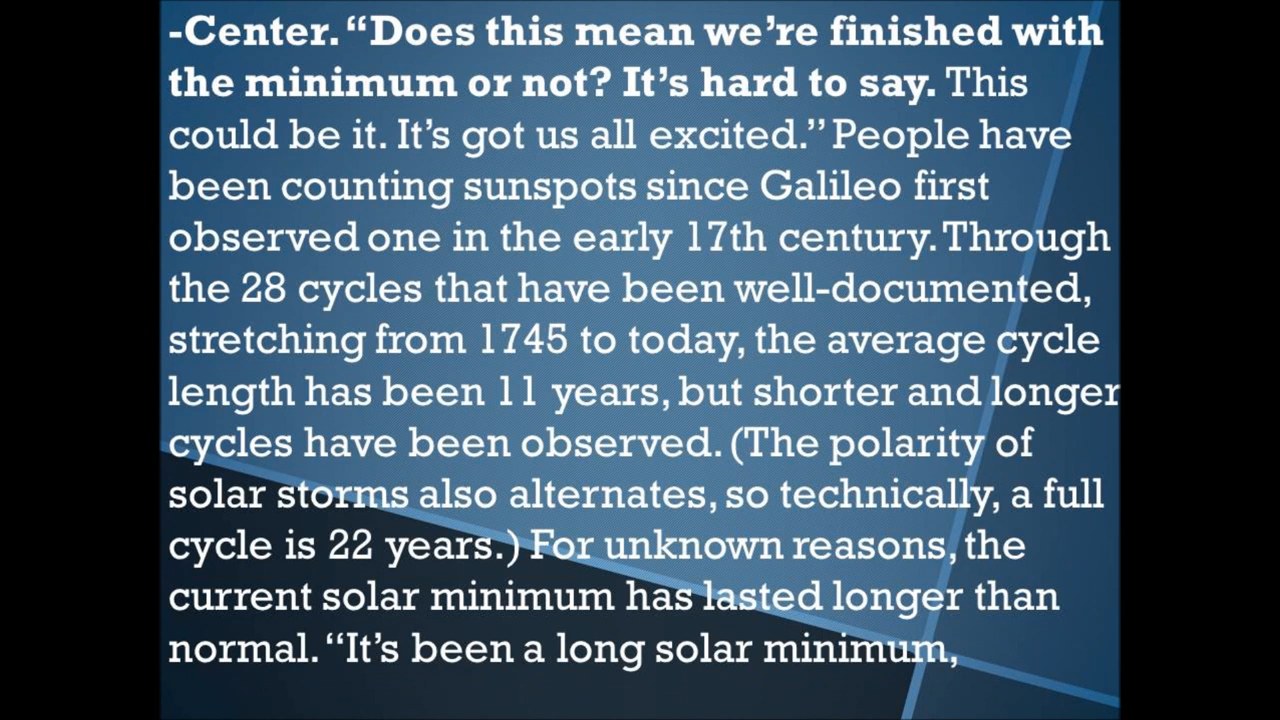 -Center. “Does this mean we’re finished with
the minimum or not? It’s hard to say. This
could be it. It’s got us all excited.” People have
been counting sunspots since Galileo first
observed one in the early 17th century. Through
the 28 cycles that have been well-documented,
stretching from 1745 to today, the average cycle
length has been 11 years, but shorter and longer
cycles have been observed. (The polarity of
solar storms also alternates, so technically, a full
cycle is 22 years.) For unknown reasons, the
current solar minimum has lasted longer than
normal. “It’s been a long solar minimum,